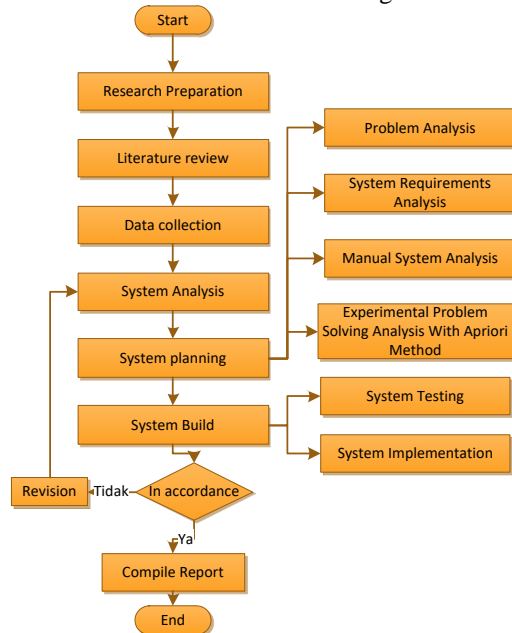 Start
Research Preparation
Literature review
Data collection
System Analysis
System planning
System Build
In accordance
Tidak
Revision
Ya
Compile Report
End
Problem Analysis
System Requirements
Analysis
Manual System Analysis
Experimental Problem
Solving Analysis With Apriori
Method
System Testing
System Implementation